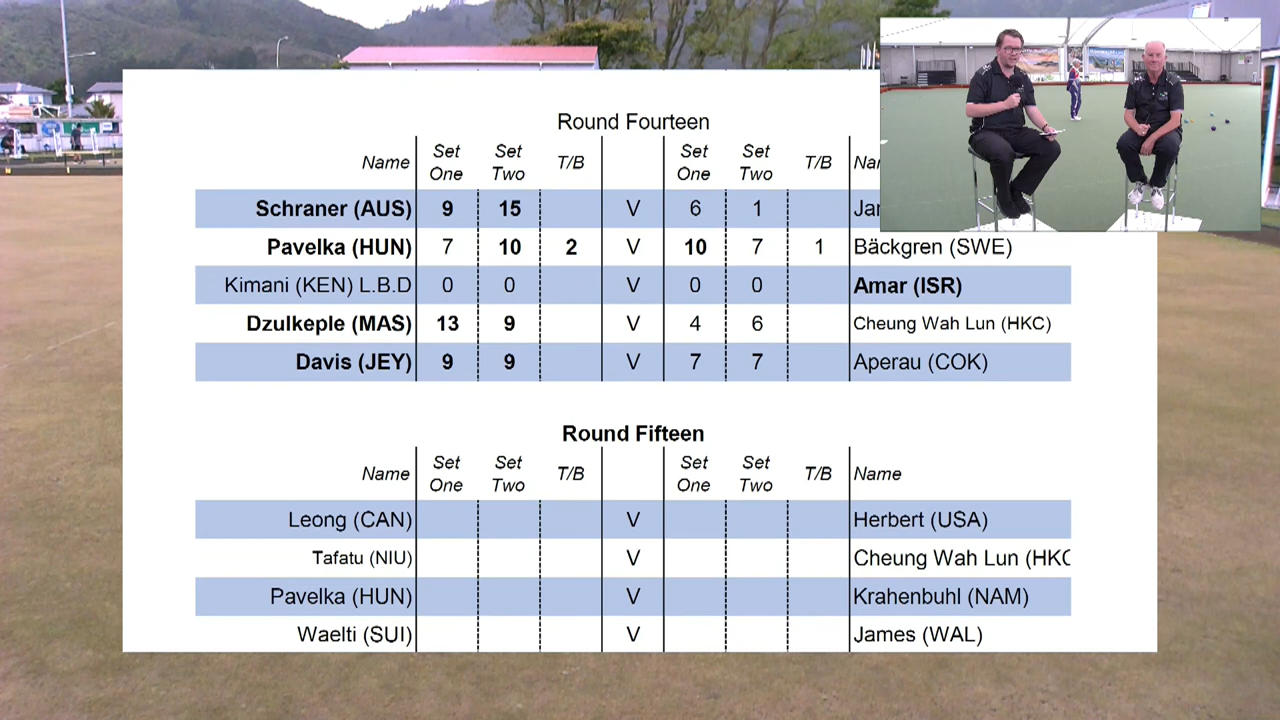 Round Fourteen
Name Set One Set Two T/B Set One Set Two T/B
Schraner (AUS) 9 15 V 6 1
Pavelka (HUN) 7 10 2 V 10 7 1 Bäckgren (SWE)
Kimani (KEN) L.B.D 0 0 V 0 0 Amar (ISR)
Dzulkeple (MAS) 13 9 V 4 6 Cheung Wah Lun (HKC)
Davis (JEY) 9 9 V 7 7 Aperau (COK)
Round Fifteen
Name Set One Set Two T/B Set One Set Two T/B Name
Leong (CAN) V Herbert (USA)
Tafatu (NIU) V Cheung Wah Lun (HKC
Pavelka (HUN) V Krahenbuhl (NAM)
Waelti (SUI) V James (WAL)